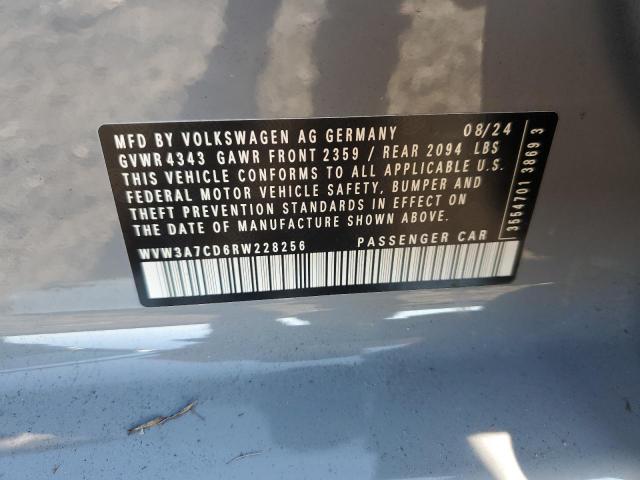 MFD BY VOLKSWAGEN AG GERMANY 08/24
GVWR 4343 GAWR FRONT 2359 / REAR 2094 LBS
THIS VEHICLE CONFORMS TO ALL APPLICABLE U.S.
FEDERAL MOTOR VEHICLE SAFETY, BUMPER AND
THEFT PREVENTION STANDARDS IN EFFECT ON
THE DATE OF MANUFACTURE SHOWN ABOVE.
WVW3A7CD6RW228256 PASSENGER CAR
3554701 3869 3